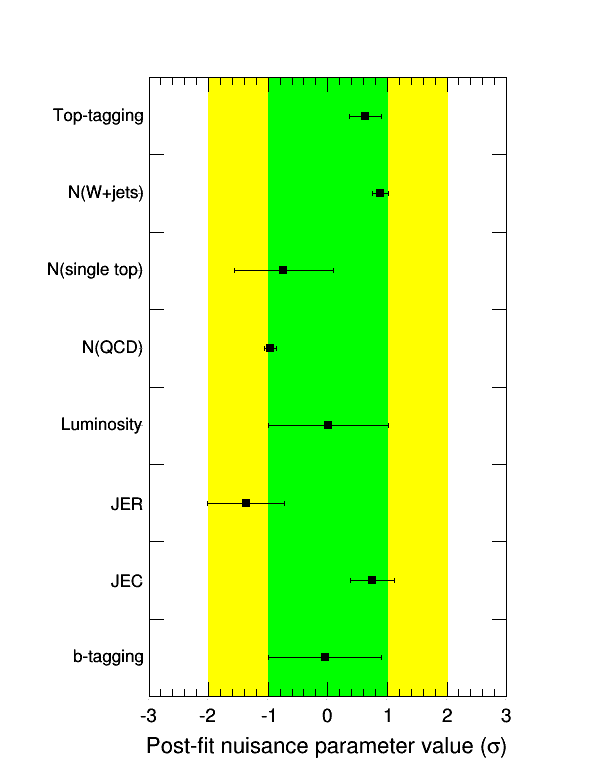 Top-tagging
N(W+jets)
N(single top)
N(QCD)
Luminosity
JER
JEC
b-tagging
-3 -2 -1 0 1 2 3
Post-fit nuisance parameter value (σ)